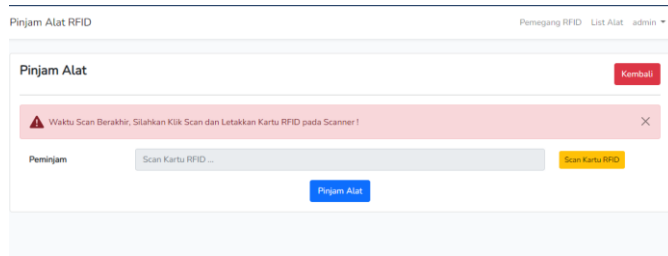 Pinjam Alat RFID Pemegang RFID List Alat admin
Pinjam Alat Kembali
Waktu Scan Berakhir, Silahkan Klik Scan dan Letakkan Kartu RFID pada Scanner !
Peminjam Scan Kartu RFID ... Scan Kartu RFID
Pinjam Alat